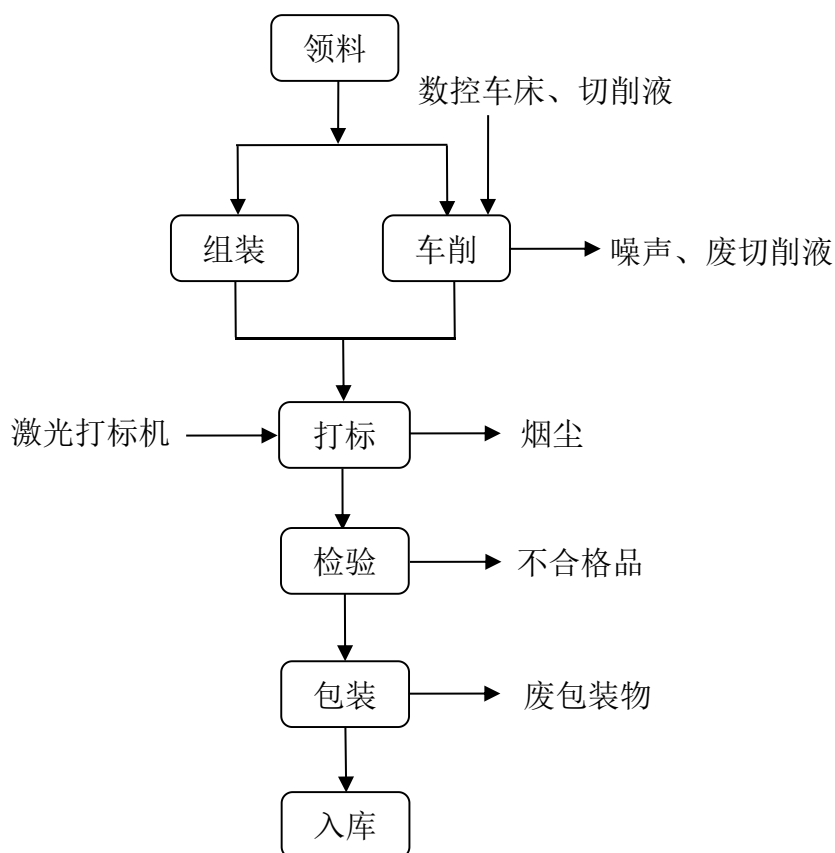 领料
数控车床、切削液
组装
车削
噪声、废切削液
激光打标机
打标
烟尘
检验
不合格品
包装
废包装物
入库